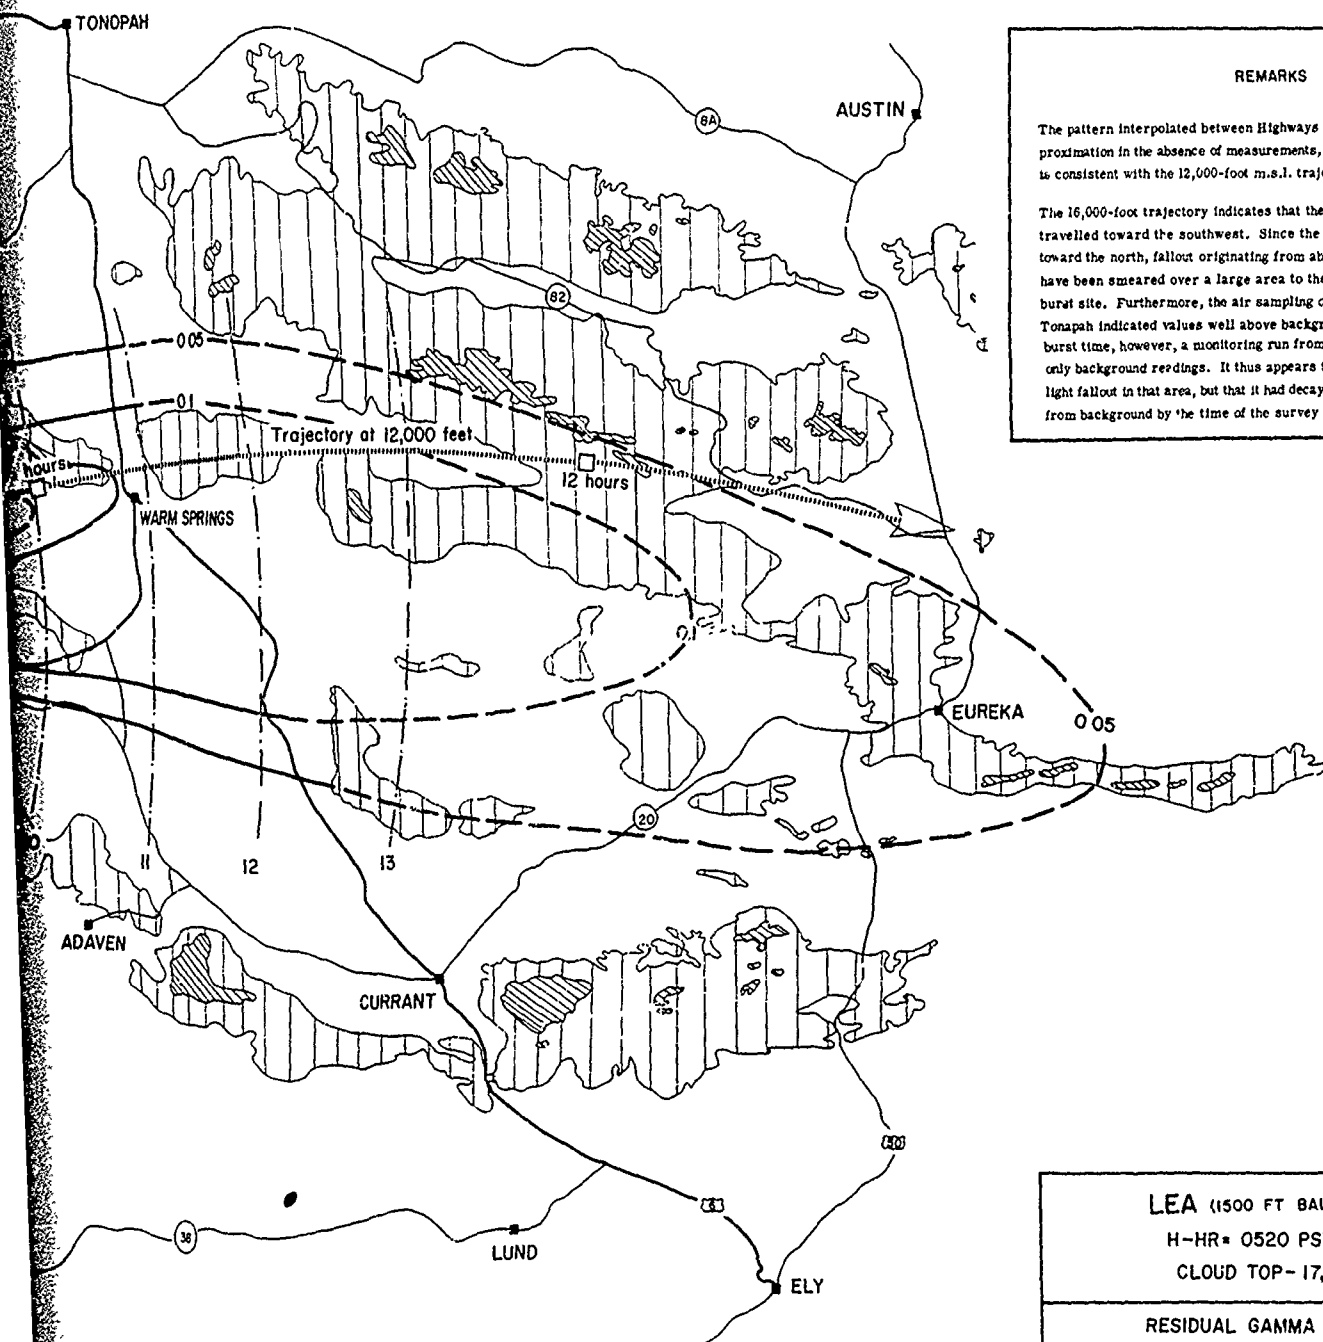 TONOPAH
8A
AUSTIN
REMARKS
The pattern interpolated between Highways
proximation in the absence of measurements,
is consistent with the 12,000-foot m.s.l. traj
The 16,000-foot trajectory indicates that the
travelled toward the southwest. Since the
toward the north, fallout originating from ab
have been smeared over a large area to the
burst site. Furthermore, the air sampling
Tonapah indicated values well above backgr
burst time, however, a monitoring run from
only background readings. It thus appears
light fallout in that area, but that it had decay
from background by the time of the survey
82
0 05
0.1
Trajectory at 12,000 feet
hours
12 hours
WARM SPRINGS
0.1
EUREKA
0 05
20
11
12
13
ADAVEN
CURRANT
50
6
38
LUND
ELY
LEA (1500 FT BAL
H-HR= 0520 PS
CLOUD TOP- 17,
RESIDUAL GAMMA